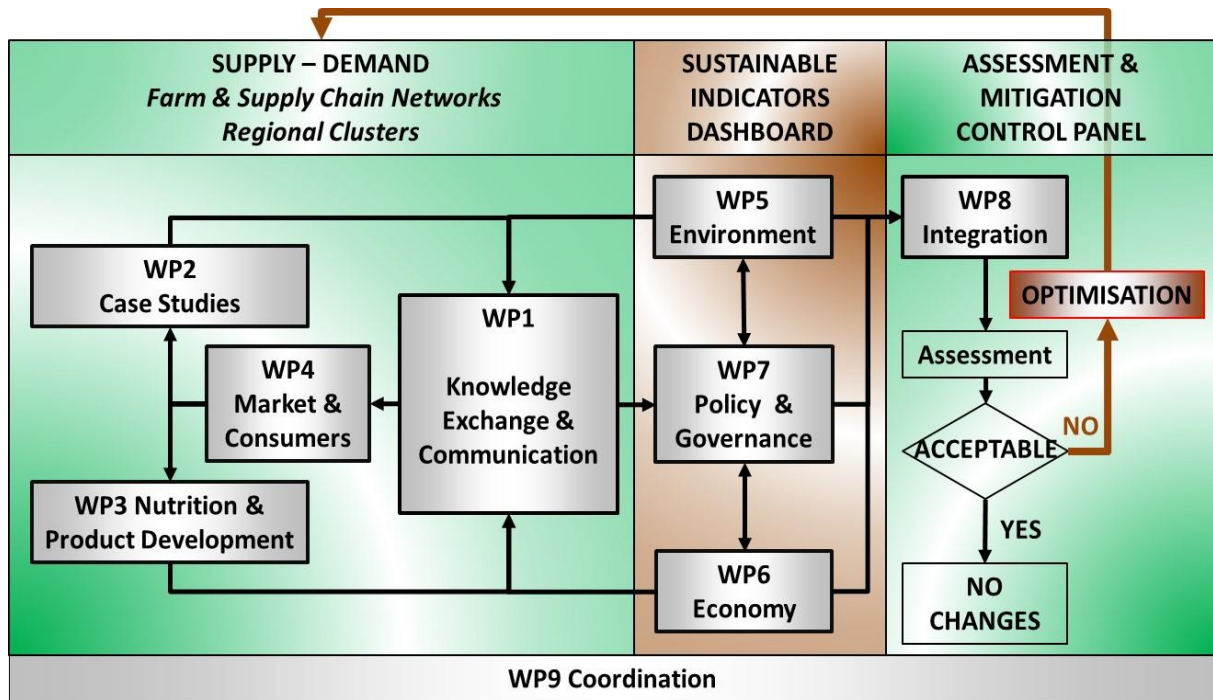 SUPPLY – DEMAND
Farm & Supply Chain Networks
Regional Clusters
SUSTAINABLE
INDICATORS
DASHBOARD
ASSESSMENT &
MITIGATION
CONTROL PANEL
WP2
Case Studies
WP4
Market &
Consumers
WP3 Nutrition &
Product Development
WP1
Knowledge
Exchange &
Communication
WP5
Environment
WP7
Policy &
Governance
WP6
Economy
WP8
Integration
OPTIMISATION
Assessment
ACCEPTABLE
NO
YES
NO
CHANGES
WP9 Coordination